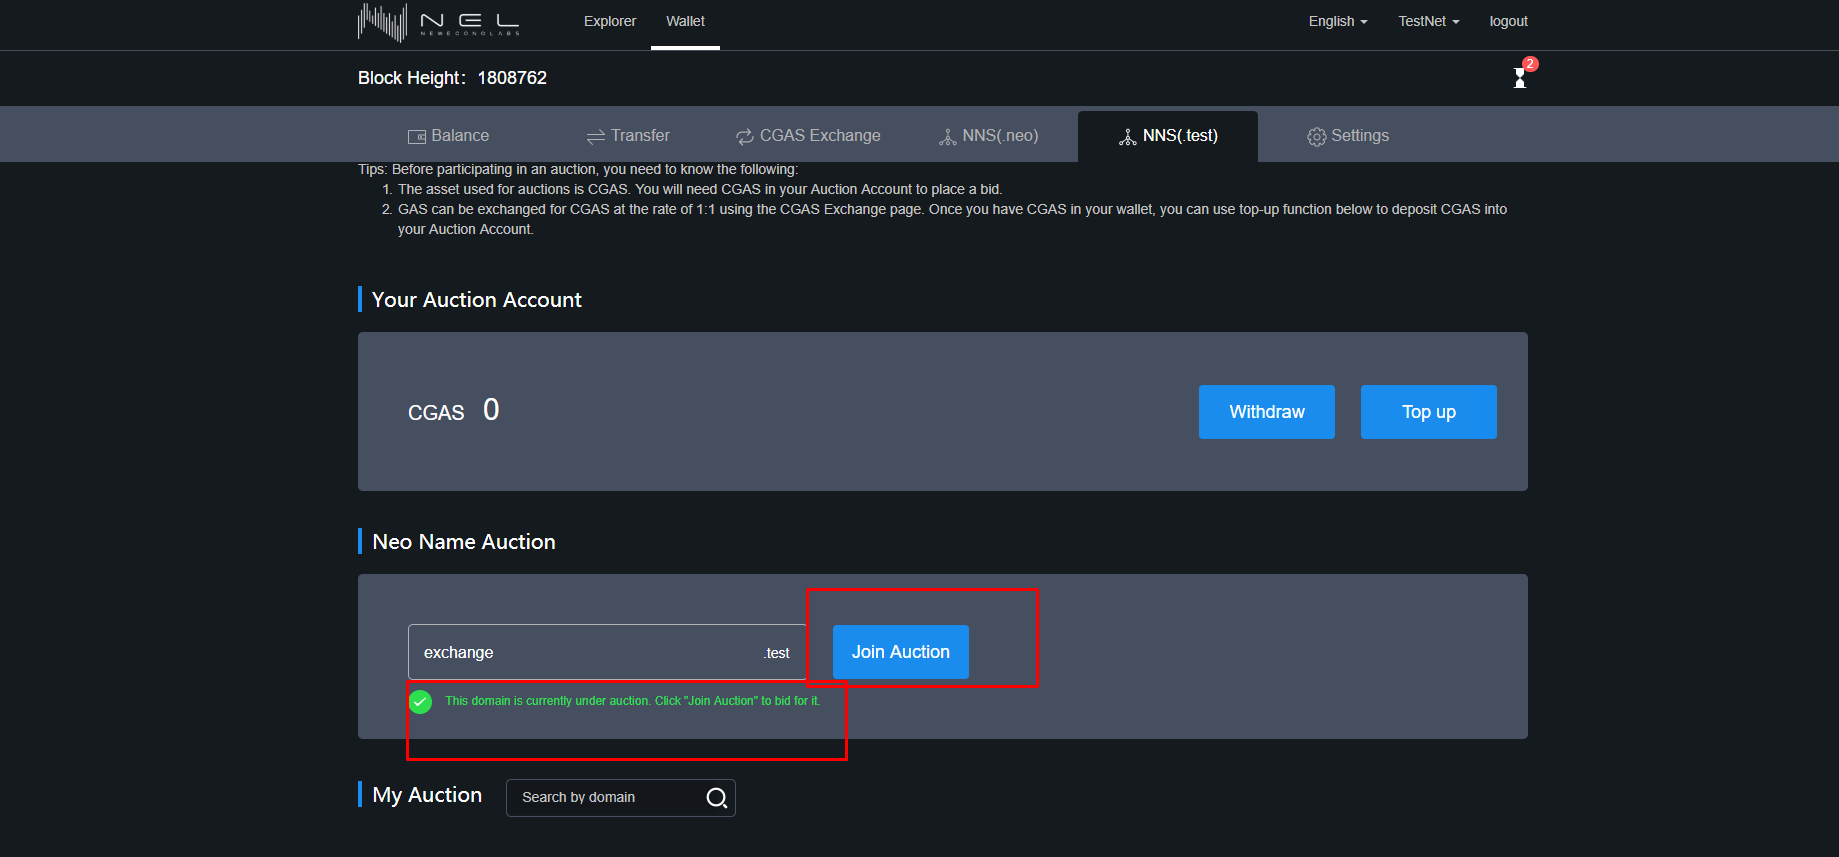 NEL
NEWECONOLABS
Explorer
Wallet
English
TestNet
logout
Block Height： 1808762
2
Balance
Transfer
CGAS Exchange
NNS(.neo)
NNS(.test)
Settings
Tips: Before participating in an auction, you need to know the following:
1. The asset used for auctions is CGAS. You will need CGAS in your Auction Account to place a bid.
2. GAS can be exchanged for CGAS at the rate of 1:1 using the CGAS Exchange page. Once you have CGAS in your wallet, you can use top-up function below to deposit CGAS into
your Auction Account.
Your Auction Account
CGAS 0
Withdraw
Top up
Neo Name Auction
exchange
.test
Join Auction
This domain is currently under auction. Click "Join Auction" to bid for it.
My Auction
Search by domain